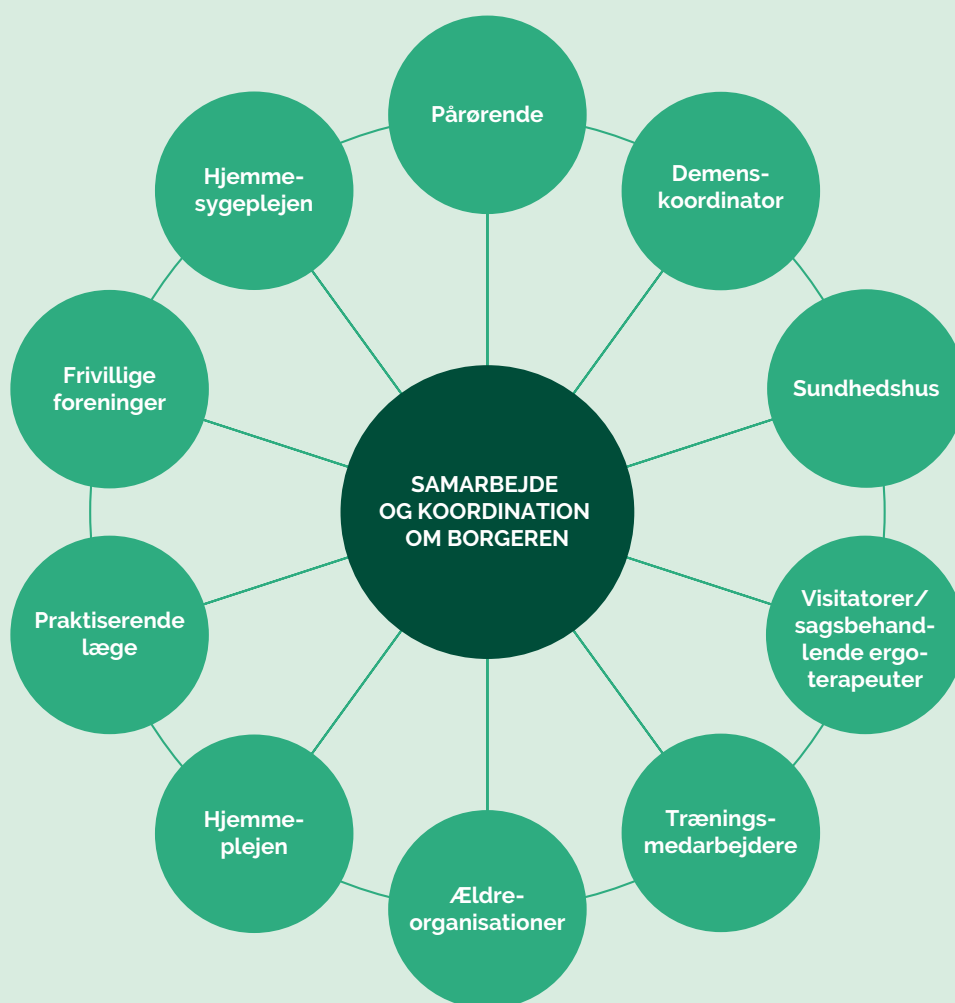 Pårørende
Demens-
koordinator
Sundhedshus
Visitatorer/
sagsbehand-
lende ergo-
terapeuter
Trænings-
medarbejdere
Ældre-
organisationer
Hjemme-
plejen
Praktiserende
læge
Frivillige
foreninger
Hjemme-
sygeplejen
SAMARBEJDE
OG KOORDINATION
OM BORGEREN